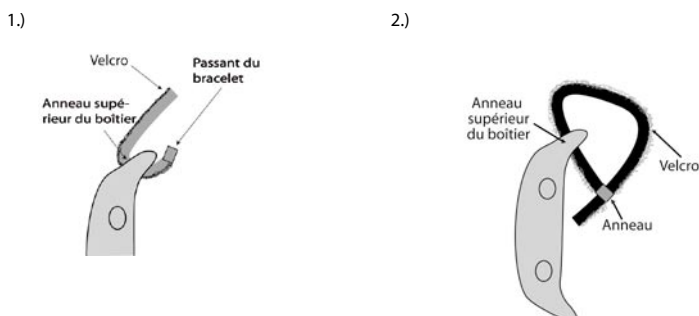 1.)
Velcro
Passant du
bracelet
Anneau supé-
rieur du boîtier
2.)
Anneau
supérieur
du boîtier
Velcro
Anneau